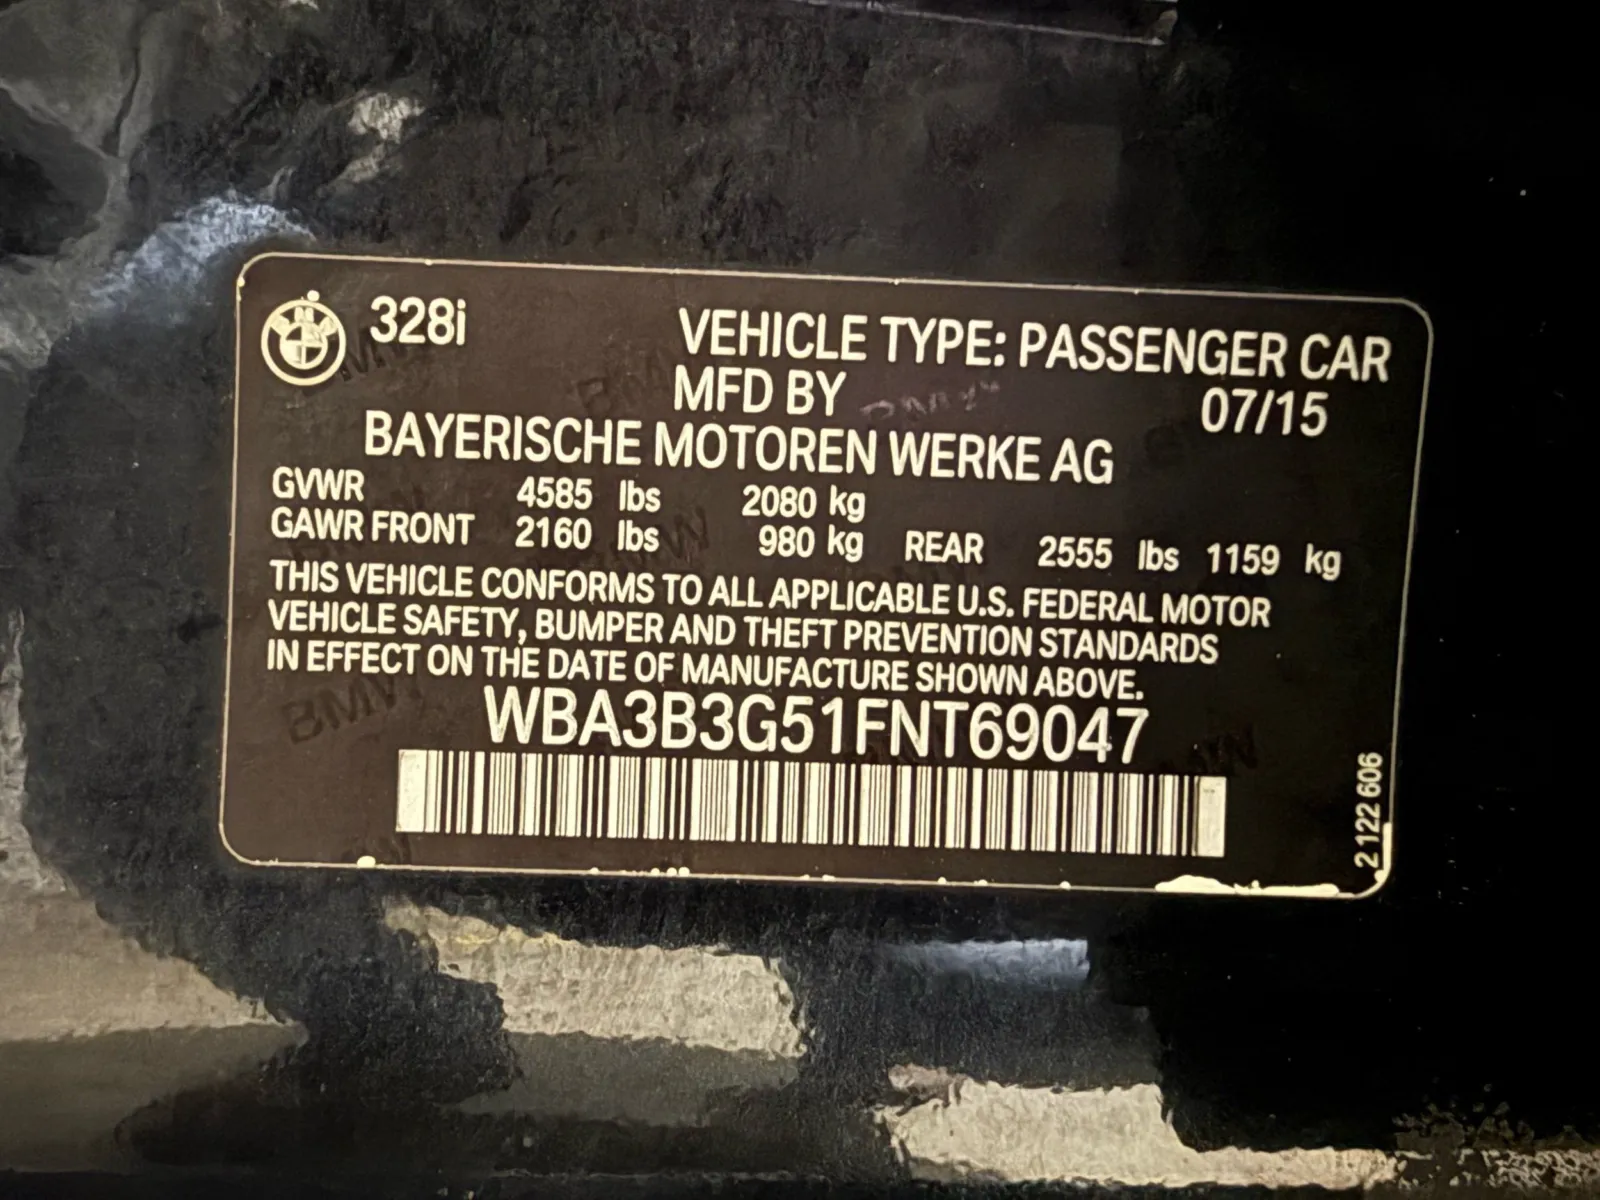 328i
VEHICLE TYPE: PASSENGER CAR
MFD BY 07/15
BAYERISCHE MOTOREN WERKE AG
GVWR 4585 lbs 2080 kg
GAWR FRONT 2160 lbs 980 kg REAR 2555 lbs 1159 kg
THIS VEHICLE CONFORMS TO ALL APPLICABLE U.S. FEDERAL MOTOR
VEHICLE SAFETY, BUMPER AND THEFT PREVENTION STANDARDS
IN EFFECT ON THE DATE OF MANUFACTURE SHOWN ABOVE.
WBA3B3G51FNT69047
2 122 606